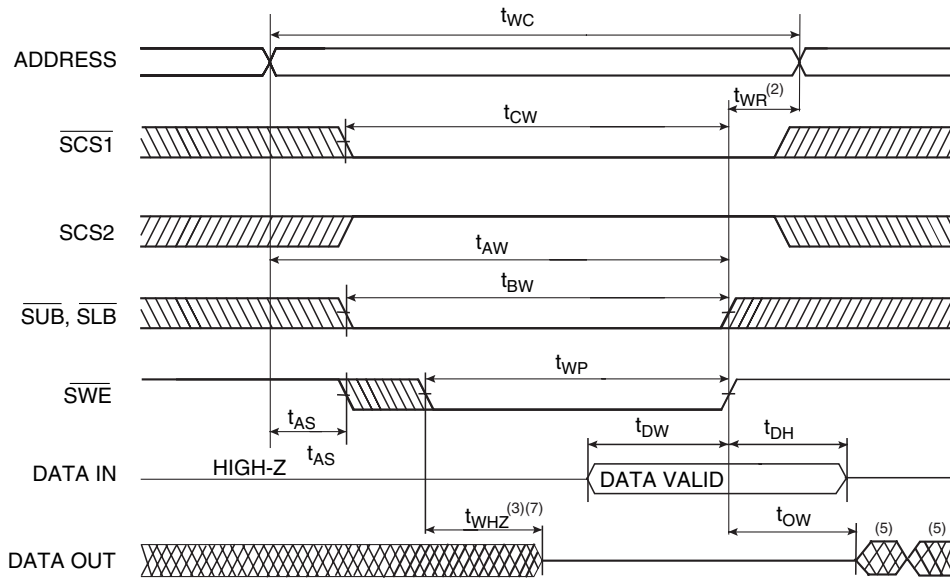 tWC
ADDRESS
tWR(2)
tCW
SCS1
SCS2
tAW
tBW
SUB, SLB
tWP
SWE
tAS
tDW
tDH
tAS
HIGH-Z
DATA IN
DATA VALID
tWHZ(3)(7)
tOW
(5)
(5)
DATA OUT